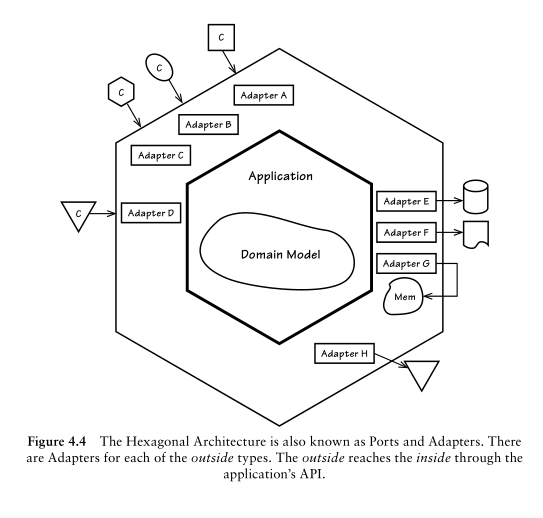 C
C
C
C
Adapter A
Adapter B
Adapter C
Adapter D
Application
Domain Model
Adapter E
Adapter F
Adapter G
Mem
Adapter H
Figure 4.4 The Hexagonal Architecture is also known as Ports and Adapters. There
are Adapters for each of the outside types. The outside reaches the inside through the
application's API.